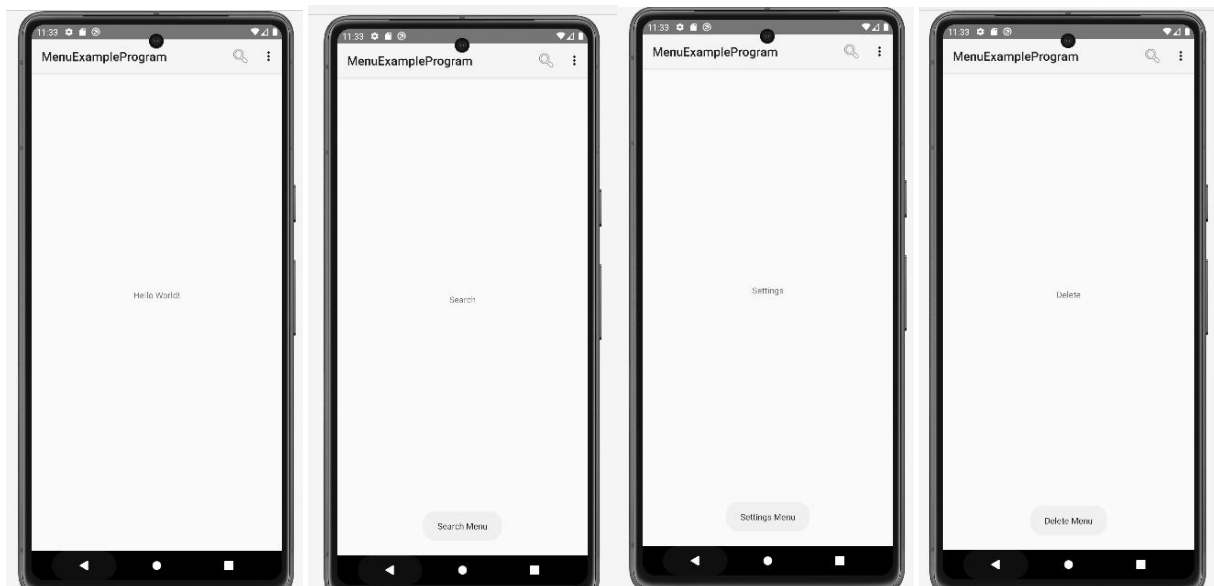 11:33
MenuExampleProgram
Hello World!
11:33
MenuExampleProgram
Search
Search Menu
11:33
MenuExampleProgram
Settings
Settings Menu
11:33
MenuExampleProgram
Delete
Delete Menu